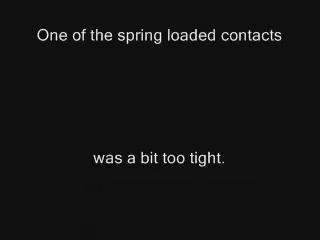 One of the spring loaded contacts
was a bit too tight.